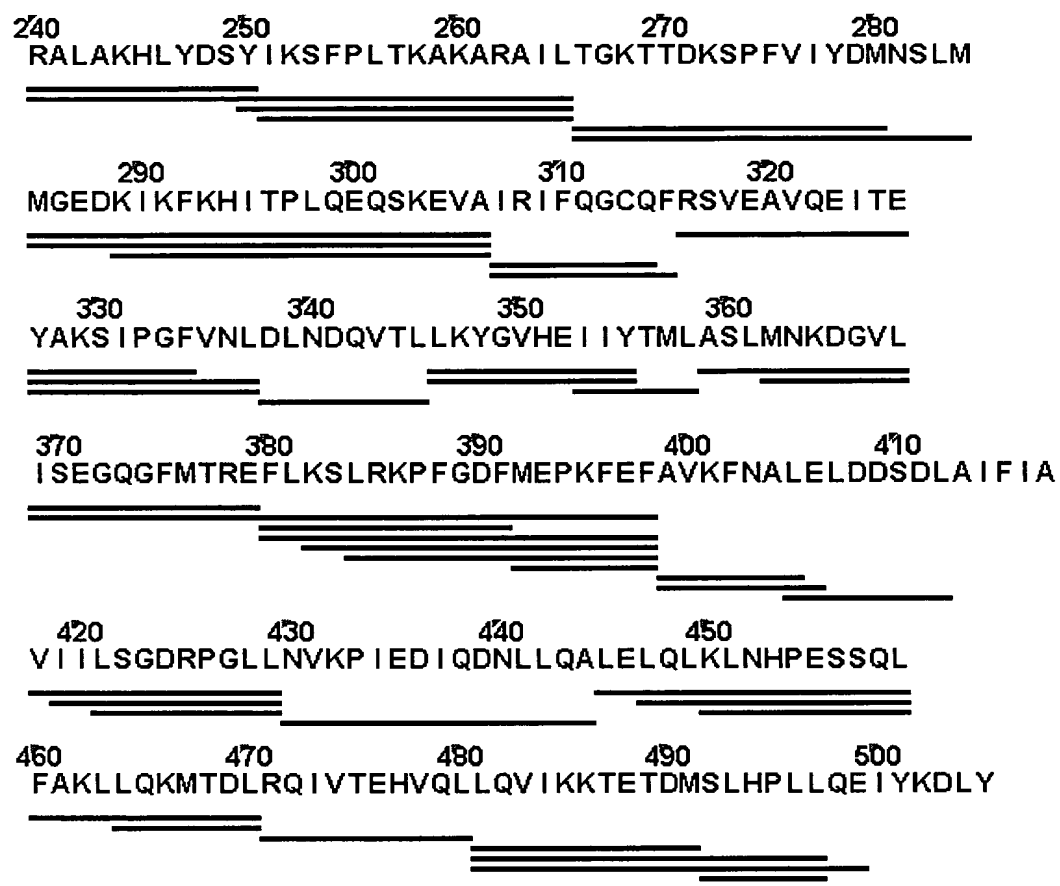 240 250 260 270 280
RALAKHLYDSYIKSFPLTKAKARAILTGKTTDKSPFVIYDMNSLM
290 300 310 320
MGEDKIKFKHITPLQEQSKEVAIRIFQGCQFRSVEAVQEITE
330 340 350 360
YAKSIPGFVNLDLNDQVTLLKYGVHEIIYTMLASLMNKDGVL
370 380 390 400 410
ISEGQGFMTREFLKSLRKPFGDFMEPKFEFAVKFNALELDDSDLAIFIA
420 430 440 450
VIILSGDRPGLLNVKPIEDIQDNLLQALELQLKLNHPESSQL
460 470 480 490 500
FAKLLQKMTDLRQIVTEHVQLLQVIKKTETDMSLHPLLQEIYKDLY